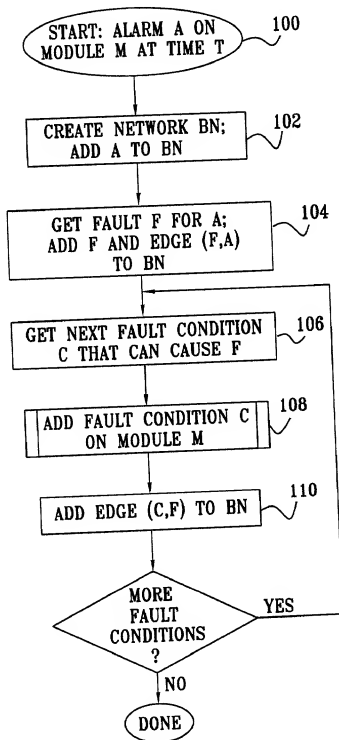 START: ALARM A ON
MODULE M AT TIME T
100
CREATE NETWORK BN;
ADD A TO BN
102
GET FAULT F FOR A;
ADD F AND EDGE (F,A)
TO BN
104
GET NEXT FAULT CONDITION
C THAT CAN CAUSE F
106
ADD FAULT CONDITION C
ON MODULE M
108
ADD EDGE (C,F) TO BN
110
MORE
FAULT
CONDITIONS
?
YES
NO
DONE